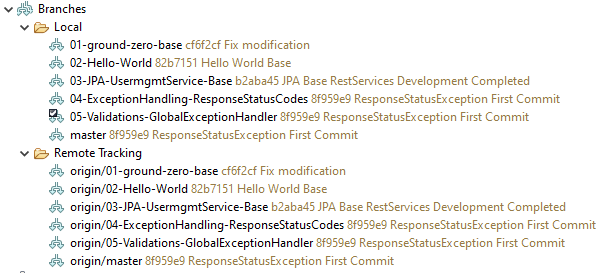 Branches
Local
01-ground-zero-base cf6f2cf Fix modification
02-Hello-World 82b7151 Hello World Base
03-JPA-UsermgmtService-Base b2aba45 JPA Base RestServices Development Completed
04-ExceptionHandling-ResponseStatusCodes 8f959e9 ResponseStatusException First Commit
05-Validations-GlobalExceptionHandler 8f959e9 ResponseStatusException First Commit
master 8f959e9 ResponseStatusException First Commit
Remote Tracking
origin/01-ground-zero-base cf6f2cf Fix modification
origin/02-Hello-World 82b7151 Hello World Base
origin/03-JPA-UsermgmtService-Base b2aba45 JPA Base RestServices Development Completed
origin/04-ExceptionHandling-ResponseStatusCodes 8f959e9 ResponseStatusException First Commit
origin/05-Validations-GlobalExceptionHandler 8f959e9 ResponseStatusException First Commit
origin/master 8f959e9 ResponseStatusException First Commit